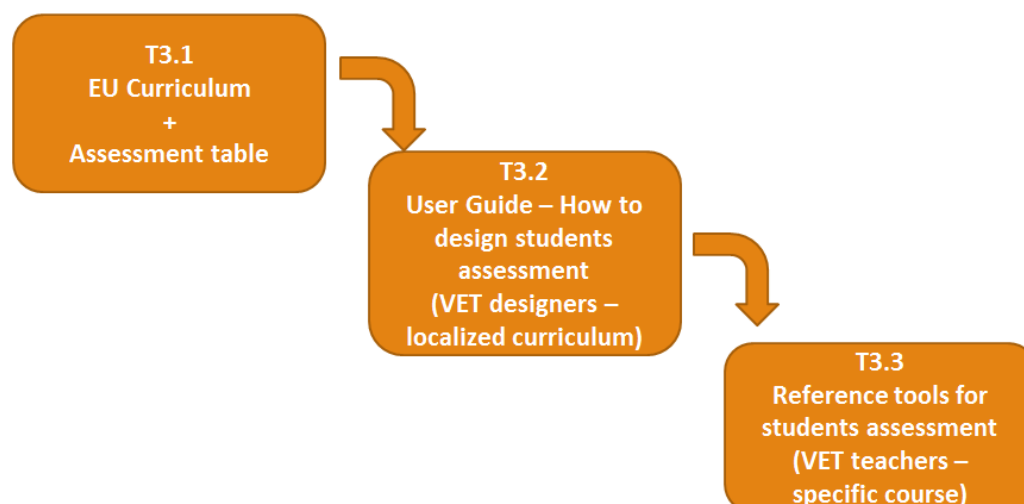 T3.1
EU Curriculum
+
Assessment table
T3.2
User Guide – How to
design students
assessment
(VET designers –
localized curriculum)
T3.3
Reference tools for
students assessment
(VET teachers –
specific course)